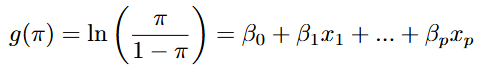 g(π) = ln(π / (1 − π)) = β₀ + β₁x₁ + ... + βₚxₚ